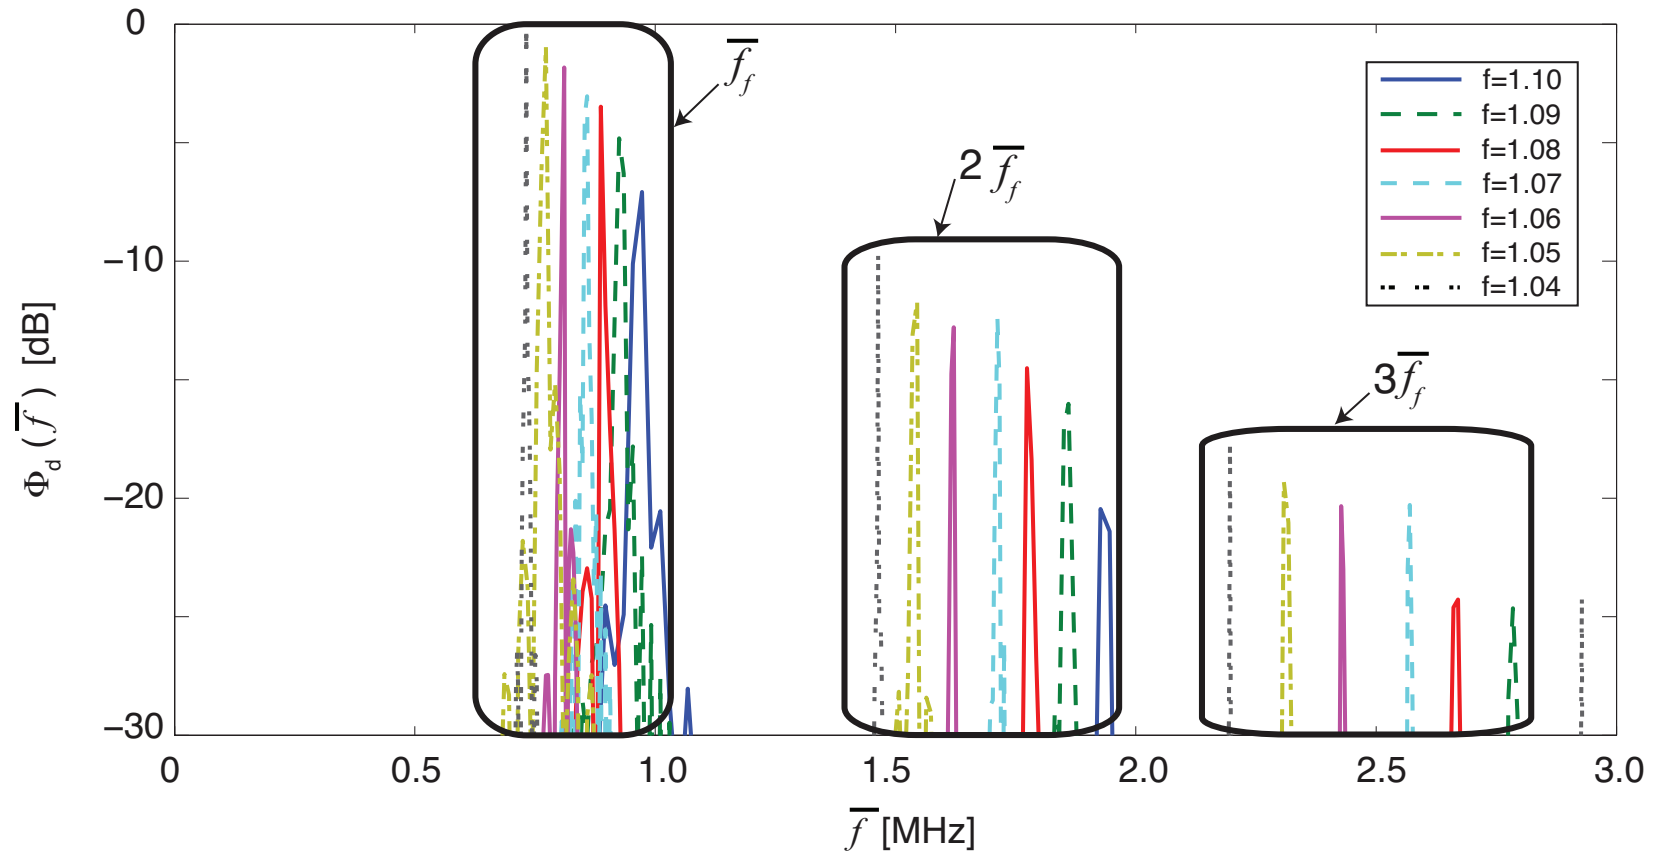 0
−10
−20
−30
0
0.5
1.0
1.5
2.0
2.5
3.0
Φd (f̅) [dB]
f̅ [MHz]
f̅f
2 f̅f
3f̅f
f=1.10
f=1.09
f=1.08
f=1.07
f=1.06
f=1.05
f=1.04